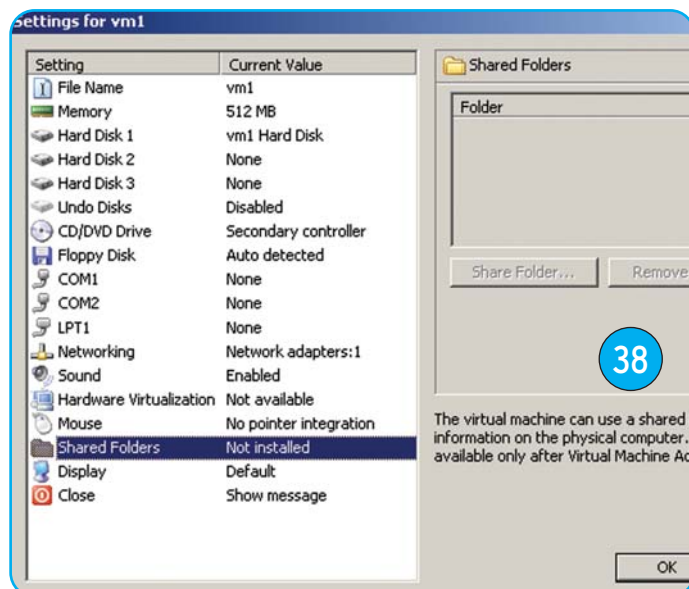 Settings for vm1
Setting Current Value
File Name vm1
Memory 512 MB
Hard Disk 1 vm1 Hard Disk
Hard Disk 2 None
Hard Disk 3 None
Undo Disks Disabled
CD/DVD Drive Secondary controller
Floppy Disk Auto detected
COM1 None
COM2 None
LPT1 None
Networking Network adapters:1
Sound Enabled
Hardware Virtualization Not available
Mouse No pointer integration
Shared Folders Not installed
Display Default
Close Show message
Shared Folders
Folder
Share Folder... Remove
38
The virtual machine can use a shared
information on the physical computer.
available only after Virtual Machine Ad
OK